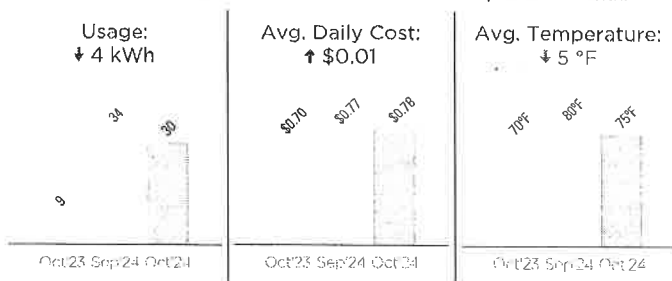 Usage:
↓ 4 kWh
34
30
9
Oct'23 Sep'24 Oct'24
Avg. Daily Cost:
↑ $0.01
$0.70
$0.77
$0.78
Oct'23 Sep'24 Oct'24
Avg. Temperature:
↓ 5 °F
70°F
80°F
75°F
Oct'23 Sep'24 Oct'24